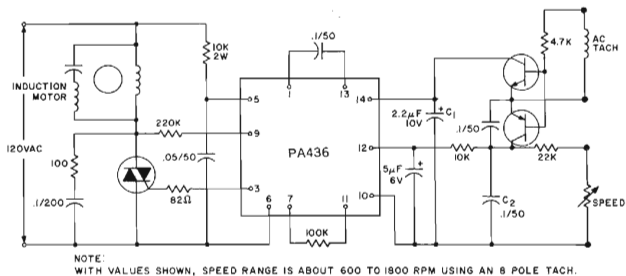 INDUCTION
MOTOR
120VAC
100
.1/200
220K
82Ω
10K
2W
.05/50
.1/50
1
13
5
9
3
6
7
11
14
12
10
PA436
100K
2.2μF
10V
+
C1
.5μF
6V
+
10K
.1/50
C2
.1/50
22K
4.7K
AC
TACH
SPEED
NOTE:
WITH VALUES SHOWN, SPEED RANGE IS ABOUT 600 TO 1800 RPM USING AN 8 POLE TACH.